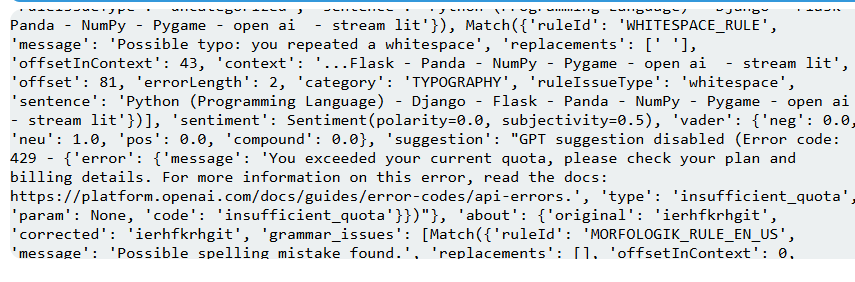 'ruleIssueType': 'uncategorized', 'sentence': 'Python (Programming Language) - Django - Flask -
Panda - NumPy - Pygame - open ai  - stream lit'}), Match({'ruleId': 'WHITESPACE_RULE',
'message': 'Possible typo: you repeated a whitespace', 'replacements': [' '],
'offsetInContext': 43, 'context': '...Flask - Panda - NumPy - Pygame - open ai  - stream lit',
'offset': 81, 'errorLength': 2, 'category': 'TYPOGRAPHY', 'ruleIssueType': 'whitespace',
'sentence': 'Python (Programming Language) - Django - Flask - Panda - NumPy - Pygame - open ai
- stream lit'})], 'sentiment': Sentiment(polarity=0.0, subjectivity=0.5), 'vader': {'neg': 0.0,
'neu': 1.0, 'pos': 0.0, 'compound': 0.0}, 'suggestion': "GPT suggestion disabled (Error code:
429 - {'error': {'message': 'You exceeded your current quota, please check your plan and
billing details. For more information on this error, read the docs:
https://platform.openai.com/docs/guides/error-codes/api-errors.', 'type': 'insufficient_quota',
'param': None, 'code': 'insufficient_quota'}})"}, 'about': {'original': 'ierhfkrhgit',
'corrected': 'ierhfkrhgit', 'grammar_issues': [Match({'ruleId': 'MORFOLOGIK_RULE_EN_US',
'message': 'Possible spelling mistake found.', 'replacements': [], 'offsetInContext': 0,